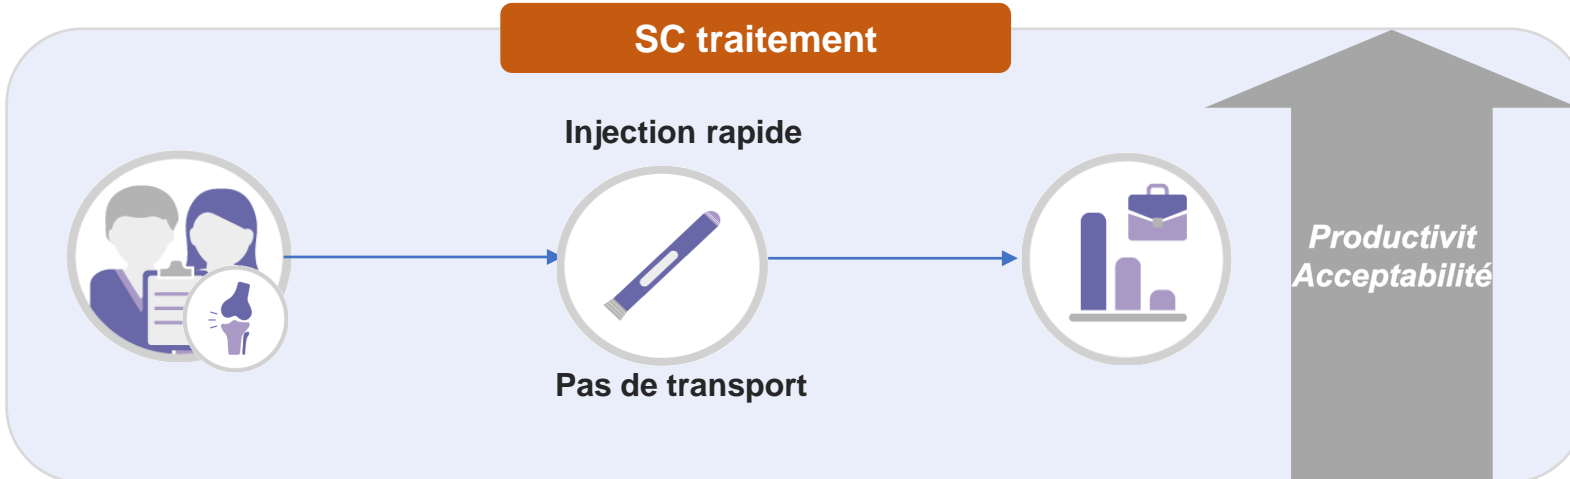 SC traitement
Injection rapide
Pas de transport
Productivit
Acceptabilité